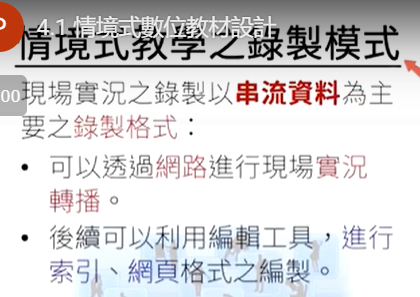 P
4.1 情境式數位教材設計
情境式教學之錄製模式
00
現場實況之錄製以串流資料為主
要之錄製格式：
• 可以透過網路進行現場實況
轉播。
• 後續可以利用編輯工具，進行
索引、網頁格式之編製。